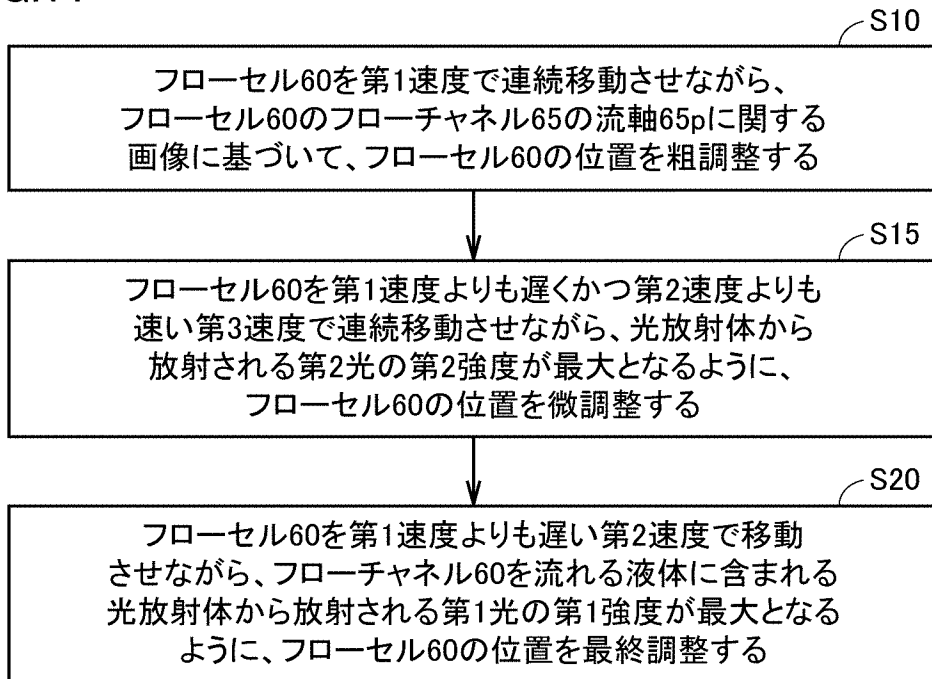 S10
フローセル60を第1速度で連続移動させながら、
フローセル60のフローチャネル65の流軸65pに関する
画像に基づいて、フローセル60の位置を粗調整する
S15
フローセル60を第1速度よりも遅くかつ第2速度よりも
速い第3速度で連続移動させながら、光放射体から
放射される第2光の第2強度が最大となるように、
フローセル60の位置を微調整する
S20
フローセル60を第1速度よりも遅い第2速度で移動
させながら、フローチャネル60を流れる液体に含まれる
光放射体から放射される第1光の第1強度が最大となる
ように、フローセル60の位置を最終調整する